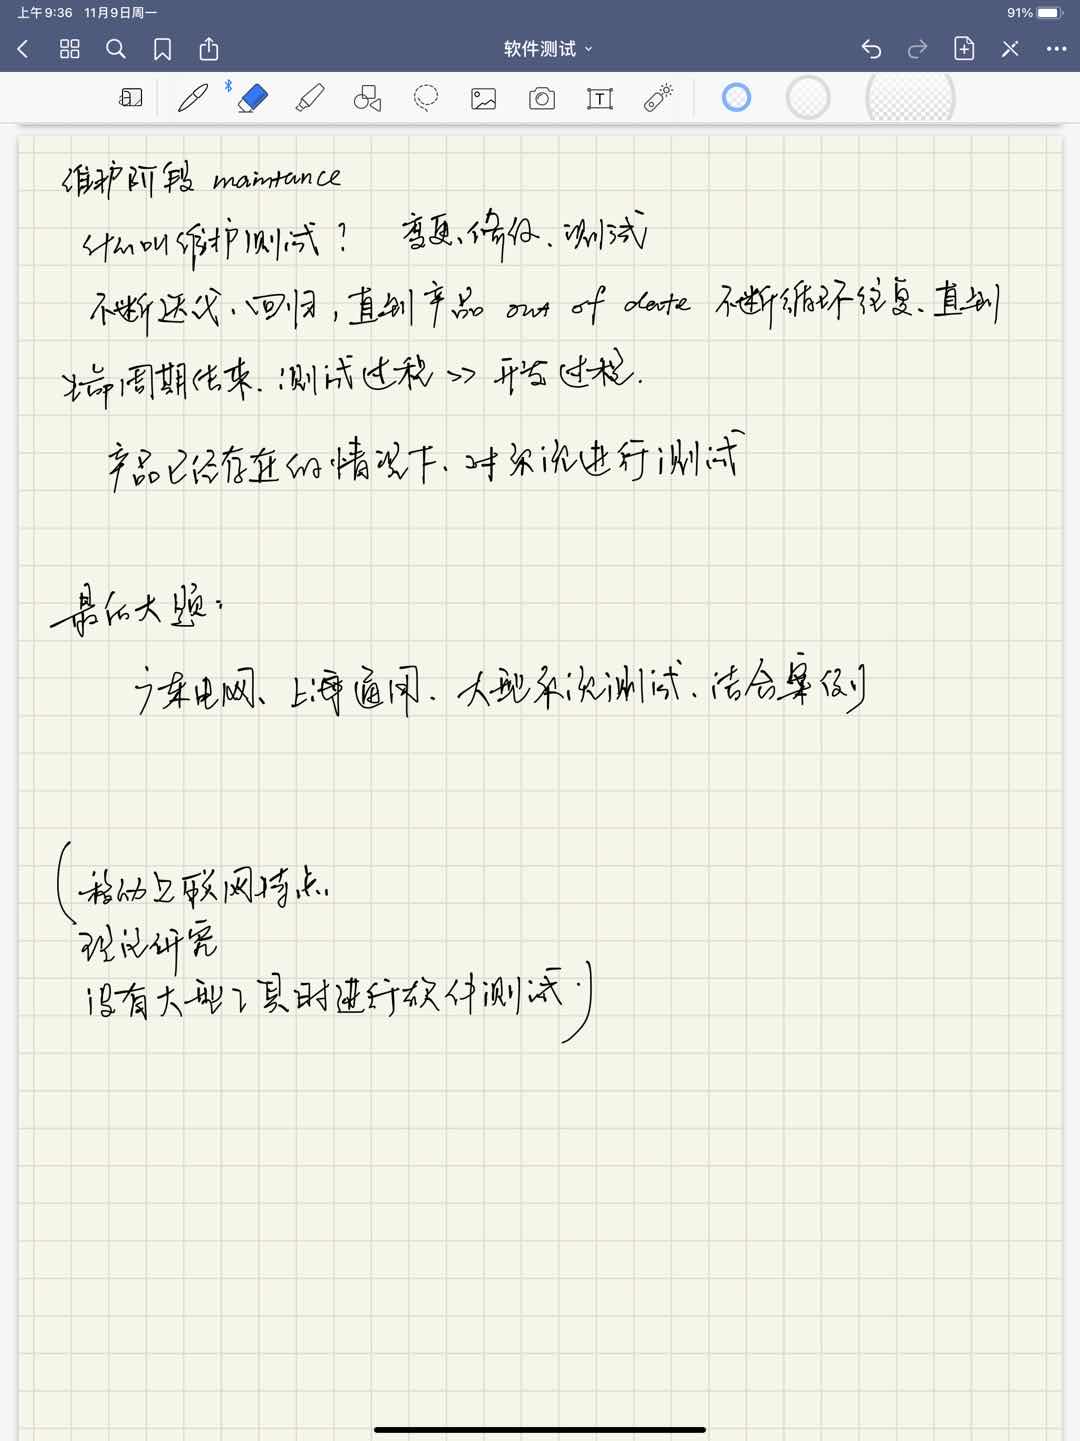 上午9:36 11月9日周一 91%
软件测试
T
维护阶段 maintance
什么叫维护测试? 变更、修改、测试
不断迭代、回归,直到产品 out of date 不断循环往复、直到
生命周期结束. 测试过程 >> 开发过程.
产品已经存在的情况下、对系统进行测试
最后大题:
广东电网、上海通用、大型系统测试、结合案例
(移动互联网特点、
理论研究
没有大型工具时进行软件测试.)